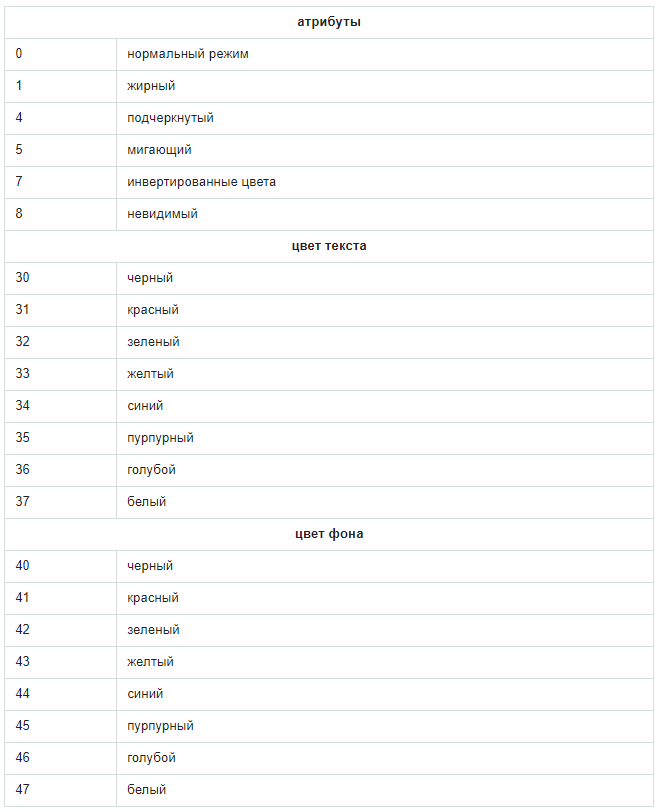 атрибуты
0 нормальный режим
1 жирный
4 подчеркнутый
5 мигающий
7 инвертированные цвета
8 невидимый
цвет текста
30 черный
31 красный
32 зеленый
33 желтый
34 синий
35 пурпурный
36 голубой
37 белый
цвет фона
40 черный
41 красный
42 зеленый
43 желтый
44 синий
45 пурпурный
46 голубой
47 белый